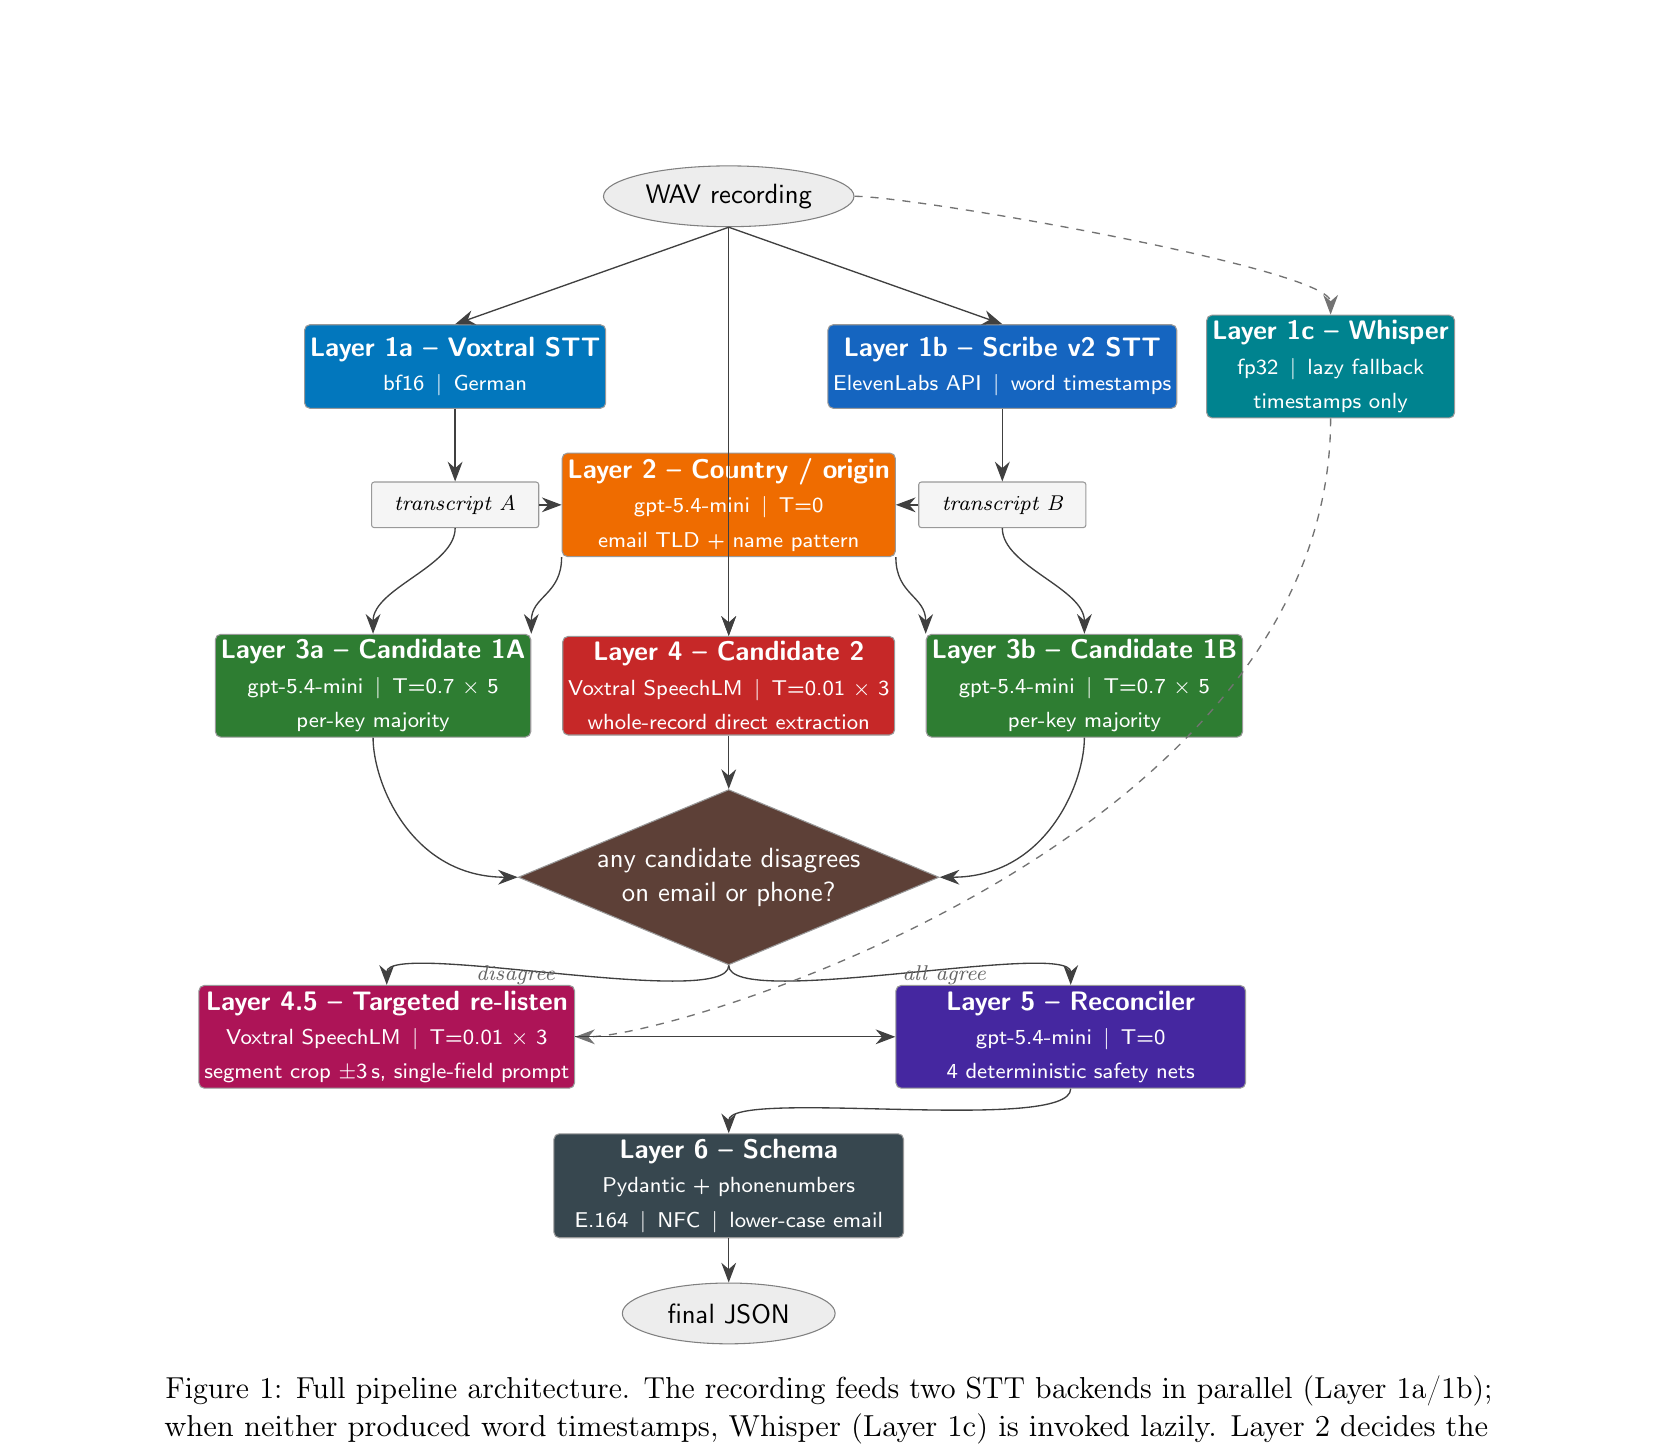 WAV recording
Layer 1a – Voxtral STT
bf16 | German
Layer 1b – Scribe v2 STT
ElevenLabs API | word timestamps
Layer 1c – Whisper
fp32 | lazy fallback
timestamps only
transcript A
Layer 2 – Country / origin
gpt-5.4-mini | T=0
email TLD + name pattern
transcript B
Layer 3a – Candidate 1A
gpt-5.4-mini | T=0.7 × 5
per-key majority
Layer 4 – Candidate 2
Voxtral SpeechLM | T=0.01 × 3
whole-record direct extraction
Layer 3b – Candidate 1B
gpt-5.4-mini | T=0.7 × 5
per-key majority
any candidate disagrees
on email or phone?
disagree
all agree
Layer 4.5 – Targeted re-listen
Voxtral SpeechLM | T=0.01 × 3
segment crop ±3 s, single-field prompt
Layer 5 – Reconciler
gpt-5.4-mini | T=0
4 deterministic safety nets
Layer 6 – Schema
Pydantic + phonenumbers
E.164 | NFC | lower-case email
final JSON
Figure 1: Full pipeline architecture. The recording feeds two STT backends in parallel (Layer 1a/1b);
when neither produced word timestamps, Whisper (Layer 1c) is invoked lazily. Layer 2 decides the